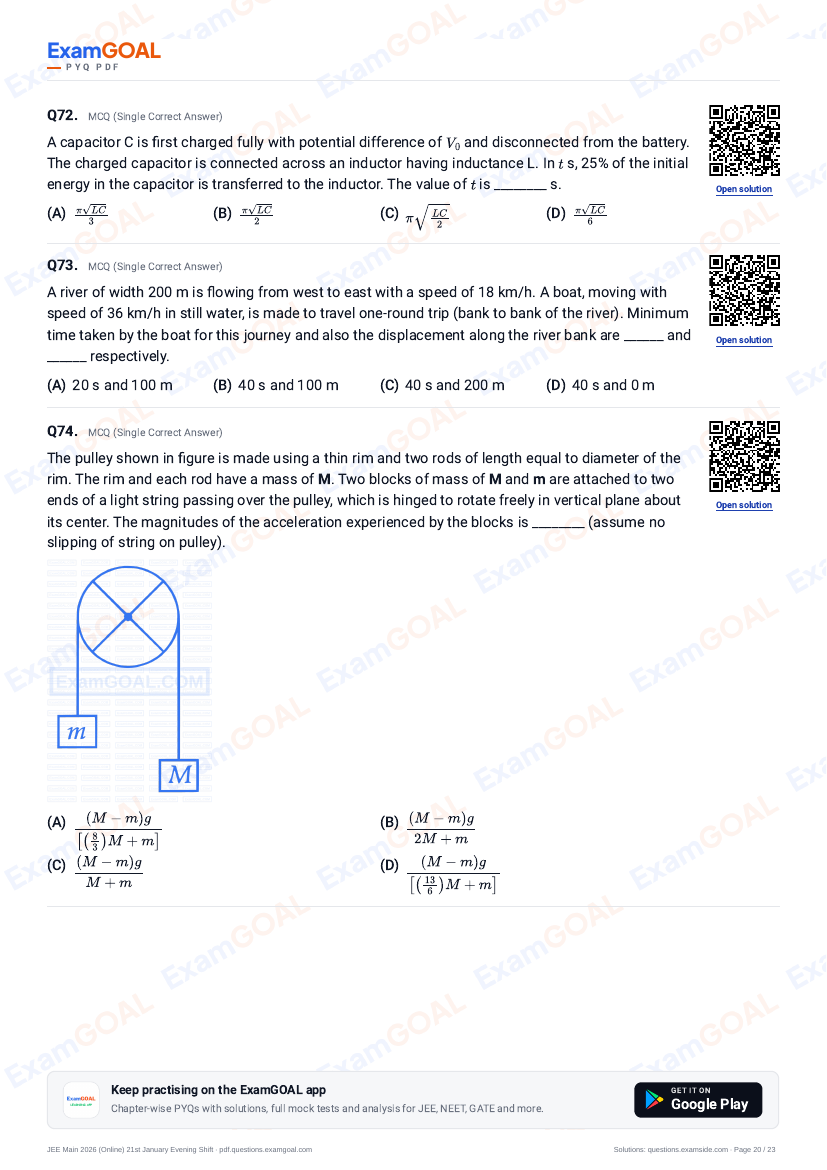 ExamGOAL
PYQ PDF
Q72. MCQ (Single Correct Answer)
A capacitor C is first charged fully with potential difference of V₀ and disconnected from the battery.
The charged capacitor is connected across an inductor having inductance L. In t s, 25% of the initial
energy in the capacitor is transferred to the inductor. The value of t is ________ s.
Open solution
(A) π√LC/3 (B) π√LC/2 (C) π√(LC/2) (D) π√LC/6
Q73. MCQ (Single Correct Answer)
A river of width 200 m is flowing from west to east with a speed of 18 km/h. A boat, moving with
speed of 36 km/h in still water, is made to travel one-round trip (bank to bank of the river). Minimum
time taken by the boat for this journey and also the displacement along the river bank are ______ and
______ respectively.
Open solution
(A) 20 s and 100 m (B) 40 s and 100 m (C) 40 s and 200 m (D) 40 s and 0 m
Q74. MCQ (Single Correct Answer)
The pulley shown in figure is made using a thin rim and two rods of length equal to diameter of the
rim. The rim and each rod have a mass of M. Two blocks of mass of M and m are attached to two
ends of a light string passing over the pulley, which is hinged to rotate freely in vertical plane about
its center. The magnitudes of the acceleration experienced by the blocks is ________ (assume no
slipping of string on pulley).
Open solution
ExamGOAL.COM
m
M
(A) (M − m)g / [(8/3)M + m] (B) (M − m)g / 2M + m
(C) (M − m)g / M + m (D) (M − m)g / [(13/6)M + m]
Keep practising on the ExamGOAL app
Chapter-wise PYQs with solutions, full mock tests and analysis for JEE, NEET, GATE and more.
GET IT ON
Google Play
JEE Main 2026 (Online) 21st January Evening Shift · pdf.questions.examgoal.com
Solutions: questions.examside.com · Page 20 / 23